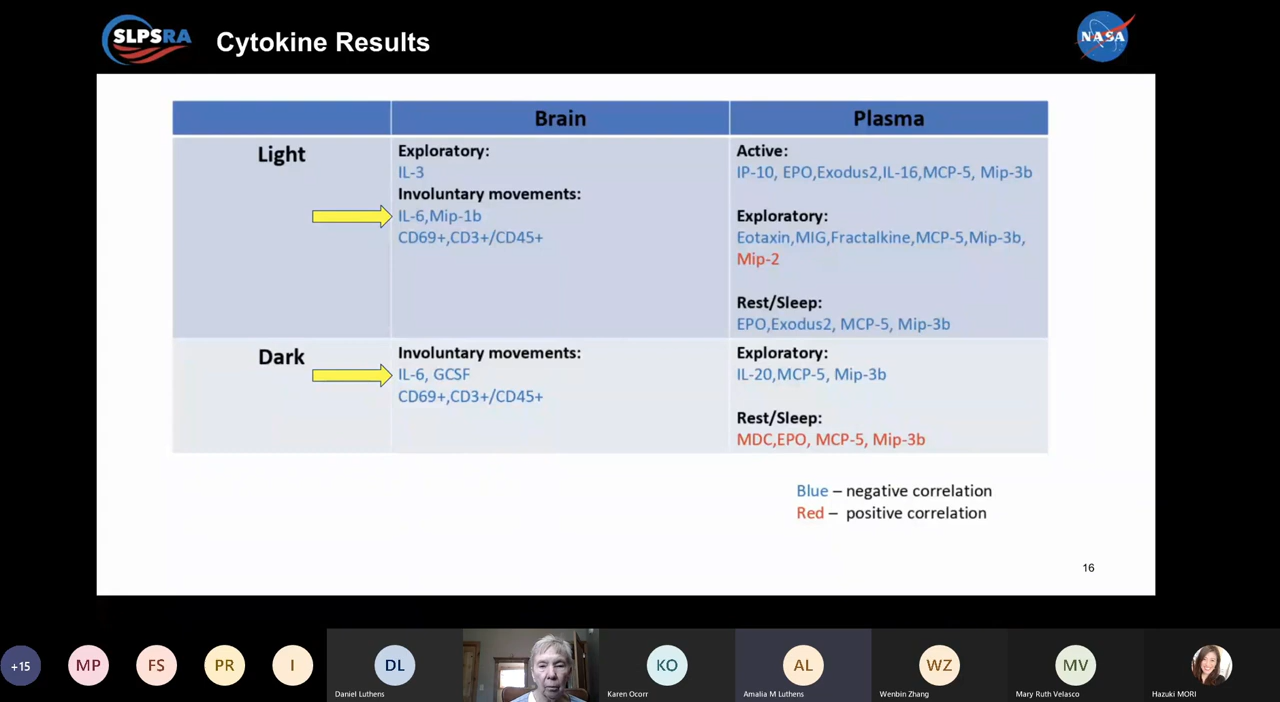 SLPSRA
Cytokine Results
NASA
Brain
Plasma
Light
Exploratory:
IL-3
Involuntary movements:
IL-6,Mip-1b
CD69+,CD3+/CD45+
Active:
IP-10, EPO,Exodus2,IL-16,MCP-5, Mip-3b
Exploratory:
Eotaxin,MIG,Fractalkine,MCP-5,Mip-3b,
Mip-2
Rest/Sleep:
EPO,Exodus2, MCP-5, Mip-3b
Dark
Involuntary movements:
IL-6, GCSF
CD69+,CD3+/CD45+
Exploratory:
IL-20,MCP-5, Mip-3b
Rest/Sleep:
MDC,EPO, MCP-5, Mip-3b
Blue – negative correlation
Red – positive correlation
16
+15
MP
FS
PR
I
DL
Daniel Luthens
KO
Karen Ocorr
AL
Amalia M Luthens
WZ
Wenbin Zhang
MV
Mary Ruth Velasco
Hazuki MORI